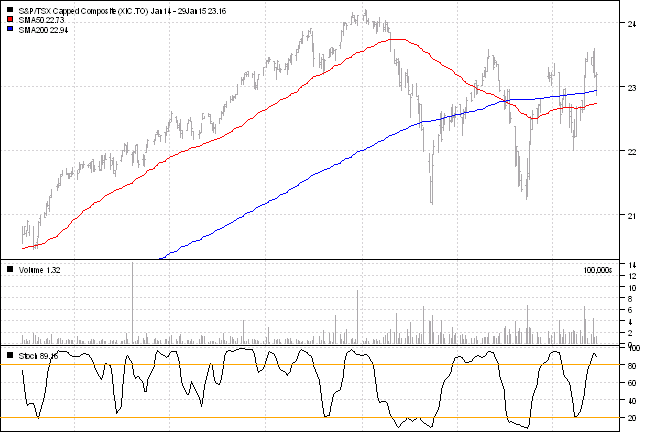 S&P/TSX Capped Composite (XIC.TO) Jan14 - 29Jan15 23.16
SMA50 22.73
SMA200 22.94
24
23
22
21
Volume 1.32
100,000s
14
12
10
8
6
4
2
0
Stoch 89.16
100
80
60
40
20